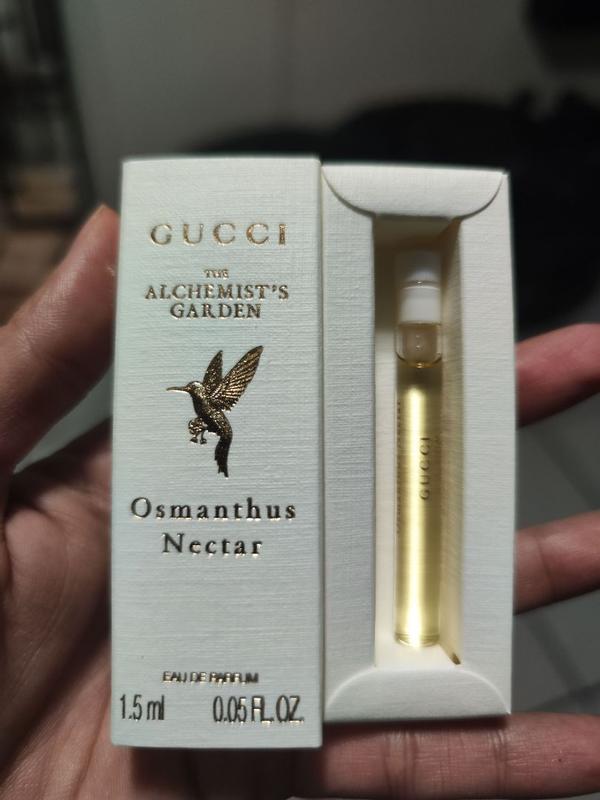 GUCCI
THE
ALCHEMIST'S
GARDEN
Osmanthus
Nectar
EAU DE PARFUM
1.5 ml 0.05 FL. OZ.
GUCCI